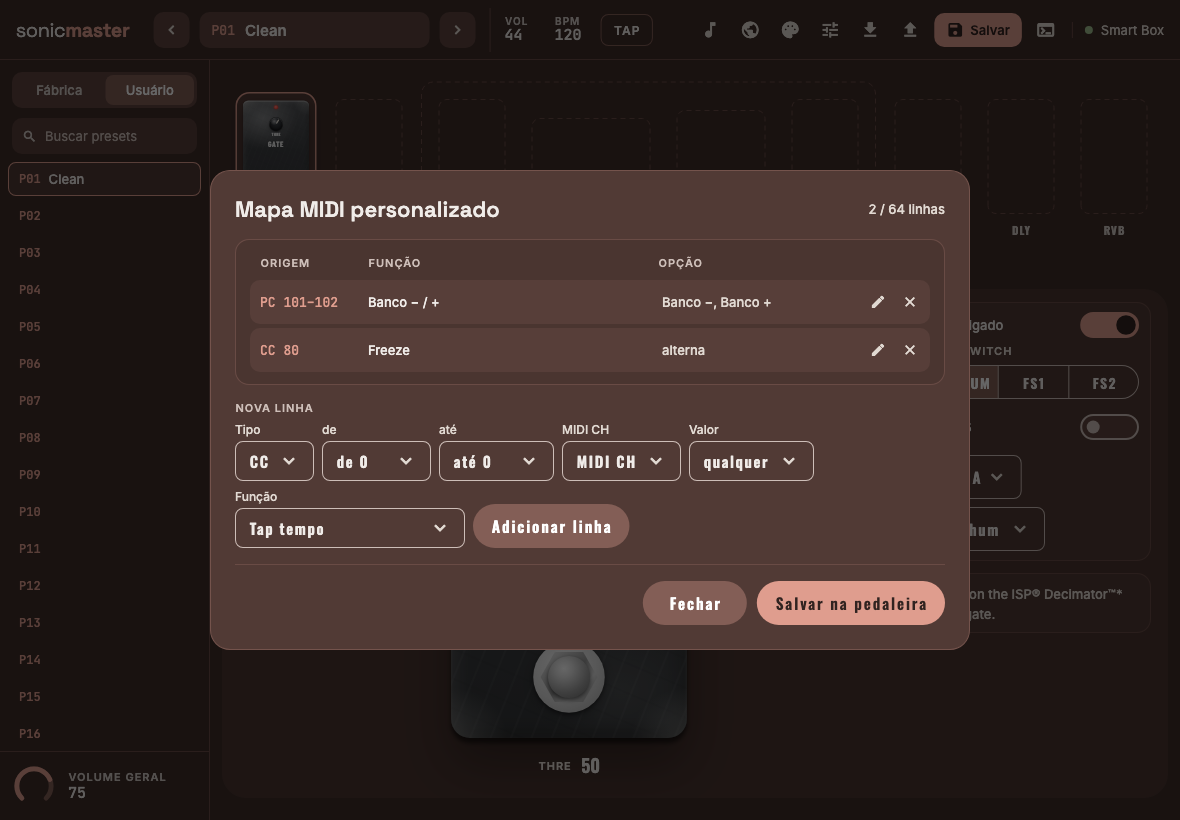 sonicmaster
P01 Clean
VOL
44
BPM
120
TAP
Salvar
Smart Box
Fábrica
Usuário
Buscar presets
P01 Clean
P02
P03
P04
P05
P06
P07
P08
P09
P10
P11
P12
P13
P14
P15
P16
VOLUME GERAL
75
GATE
DLY
RVB
Mapa MIDI personalizado
2 / 64 linhas
ORIGEM FUNÇÃO OPÇÃO
PC 101–102 Banco − / + Banco −, Banco +
CC 80 Freeze alterna
NOVA LINHA
Tipo de até MIDI CH Valor
CC de 0 até 0 MIDI CH qualquer
Função
Tap tempo Adicionar linha
Fechar Salvar na pedaleira
lgado
WITCH
UM FS1 FS2
A
hum
on the ISP® Decimator™*
gate.
THRE 50